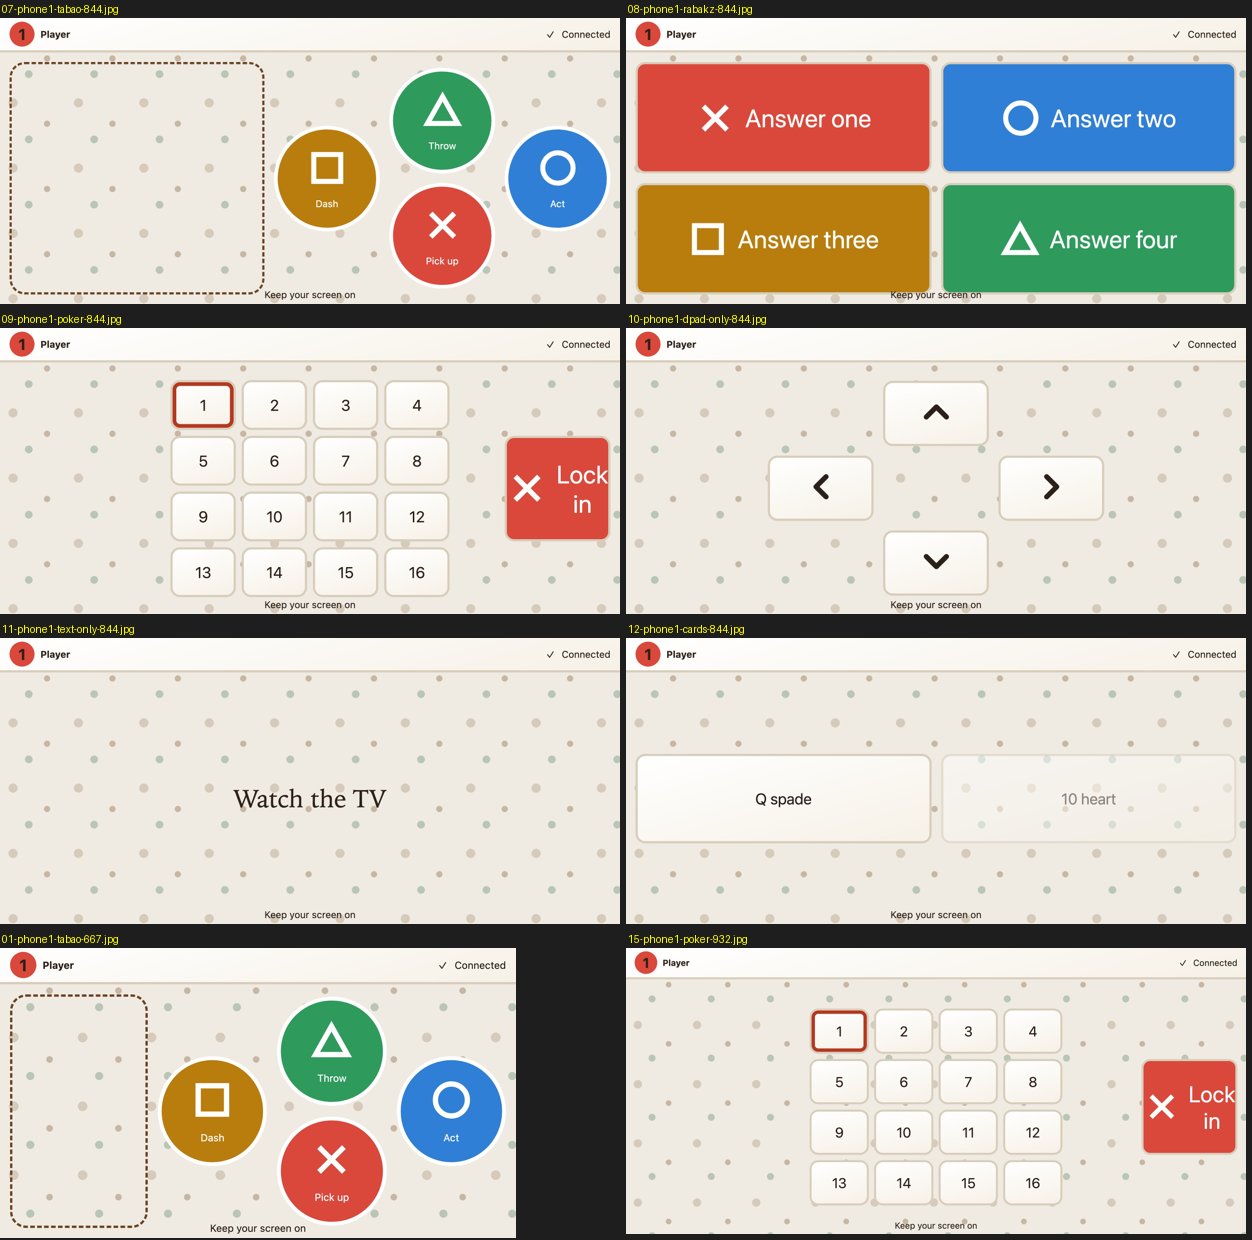 07-phone1-tabao-844.jpg
1 Player ✓ Connected
Throw
Dash
Act
Pick up
Keep your screen on
08-phone1-rabakz-844.jpg
1 Player ✓ Connected
Answer one
Answer two
Answer three
Answer four
Keep your screen on
09-phone1-poker-844.jpg
1 Player ✓ Connected
1 2 3 4
5 6 7 8
9 10 11 12
13 14 15 16
Lock
in
Keep your screen on
10-phone1-dpad-only-844.jpg
1 Player ✓ Connected
Keep your screen on
11-phone1-text-only-844.jpg
1 Player ✓ Connected
Watch the TV
Keep your screen on
12-phone1-cards-844.jpg
1 Player ✓ Connected
Q spade
10 heart
Keep your screen on
01-phone1-tabao-667.jpg
1 Player ✓ Connected
Throw
Dash
Act
Pick up
Keep your screen on
15-phone1-poker-932.jpg
1 Player ✓ Connected
1 2 3 4
5 6 7 8
9 10 11 12
13 14 15 16
Lock
in
Keep your screen on